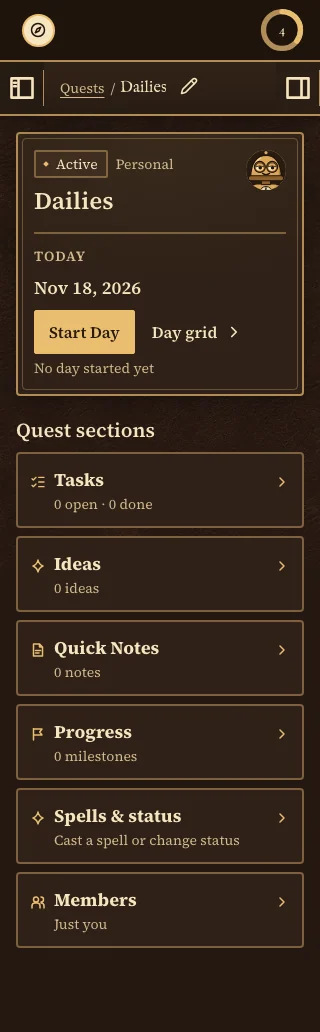 4
Quests / Dailies
Active Personal
Dailies
TODAY
Nov 18, 2026
Start Day Day grid
No day started yet
Quest sections
Tasks
0 open · 0 done
Ideas
0 ideas
Quick Notes
0 notes
Progress
0 milestones
Spells & status
Cast a spell or change status
Members
Just you